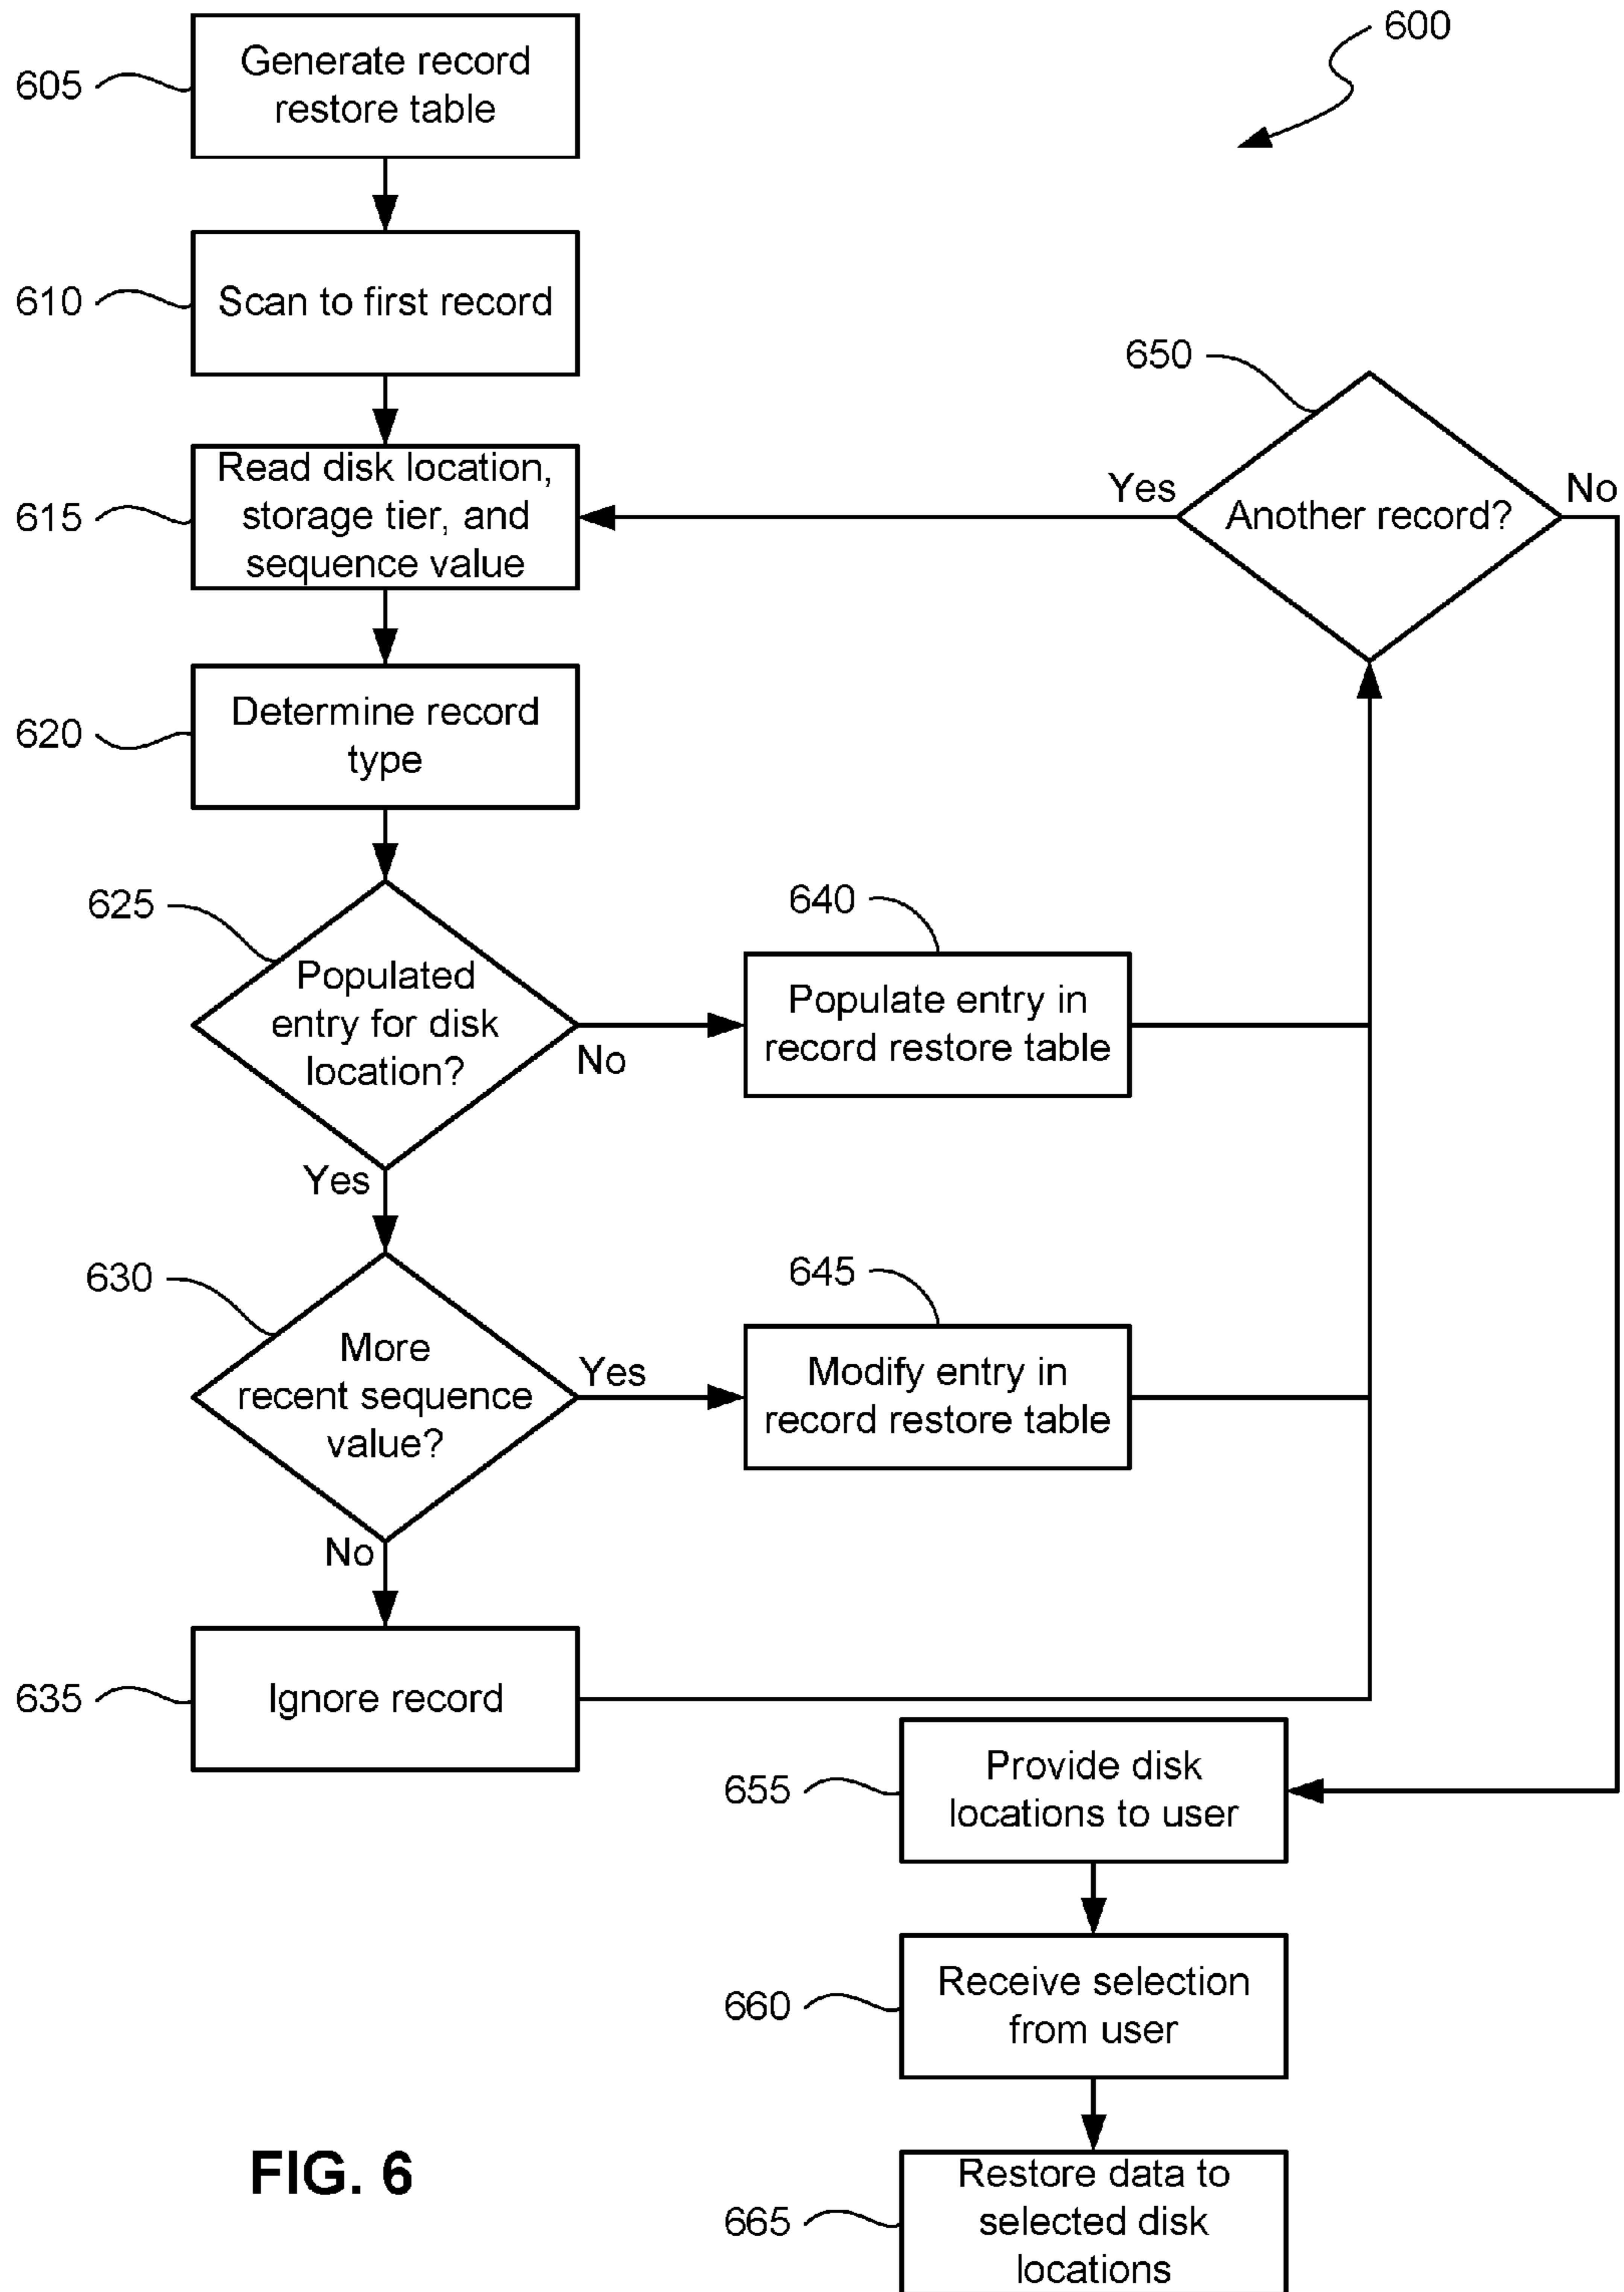 600
605
Generate record
restore table
610
Scan to first record
650
Another record?
Yes
No
615
Read disk location,
storage tier, and
sequence value
620
Determine record
type
625
Populated
entry for disk
location?
No
Yes
640
Populate entry in
record restore table
630
More
recent sequence
value?
Yes
No
645
Modify entry in
record restore table
635
Ignore record
655
Provide disk
locations to user
660
Receive selection
from user
665
Restore data to
selected disk
locations
FIG. 6